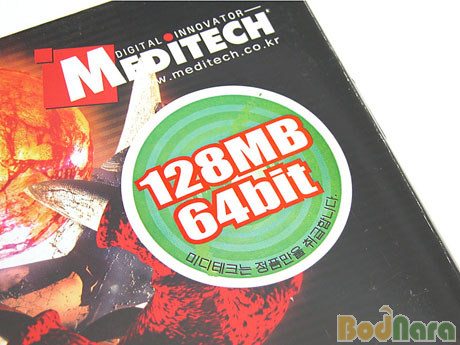 DIGITAL INNOVATOR
MEDITECH®
www.meditech.co.kr
128MB
64bit
미디테크는 정품만을 취급합니다.
BodNara